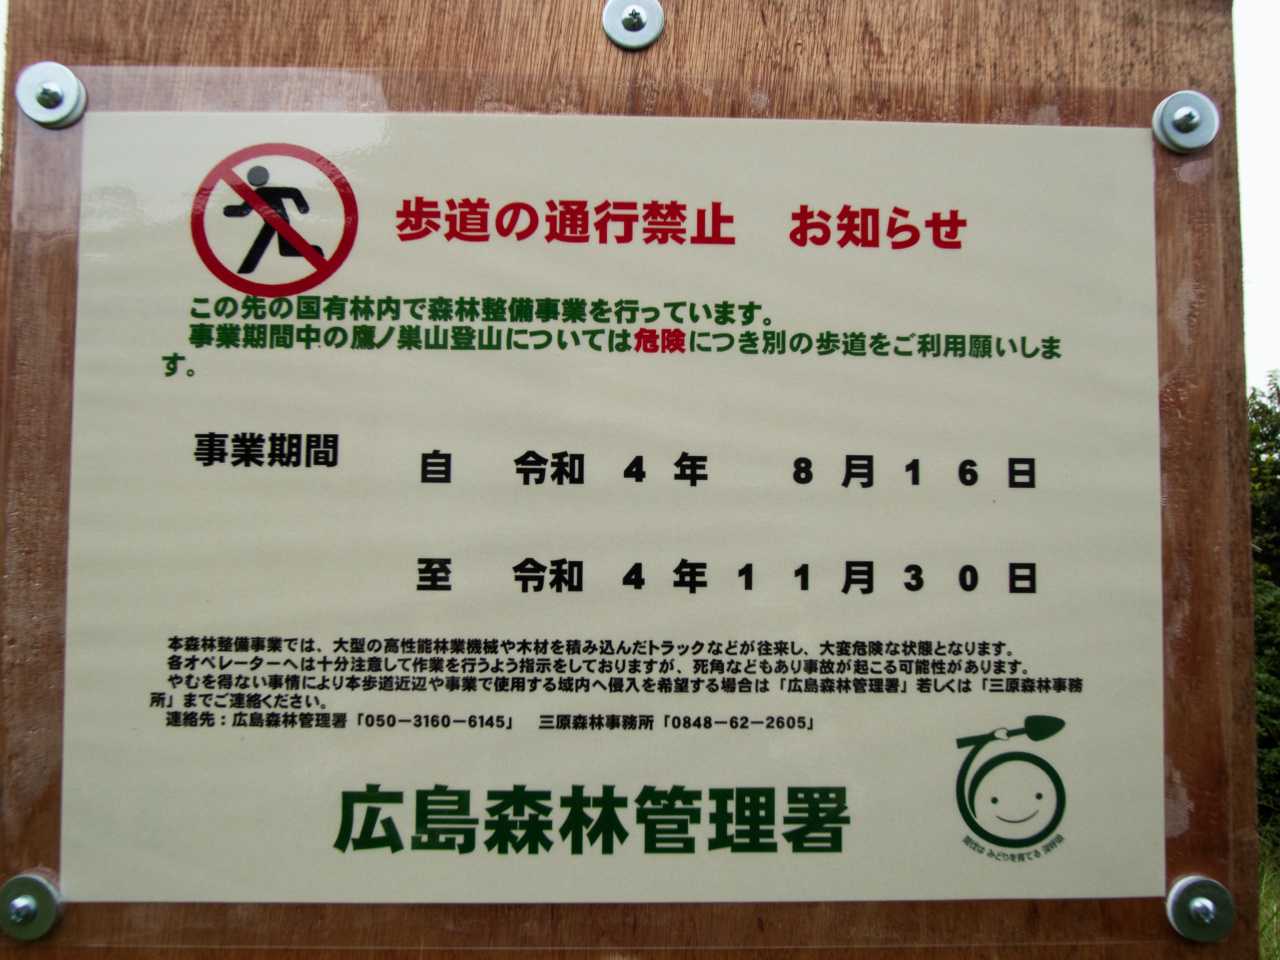 歩道の通行禁止　お知らせ
この先の国有林内で森林整備事業を行っています。
事業期間中の鷹ノ巣山登山については危険につき別の歩道をご利用願いしま
す。
事業期間　自　令和　4　年　8　月　1　6　日
至　令和　4　年　1　1　月　3　0　日
本森林整備事業では、大型の高性能林業機械や木材を積み込んだトラックなどが往来し、大変危険な状態となります。
各オペレーターへは十分注意して作業を行うよう指示をしておりますが、死角などもあり事故が起こる可能性があります。
やむを得ない事情により本歩道近辺や事業で使用する域内へ侵入を希望する場合は「広島森林管理署」若しくは「三原森林事務
所」までご連絡ください。
連絡先：広島森林管理署「050－3160－6145」　三原森林事務所「0848－62－2605」
広島森林管理署